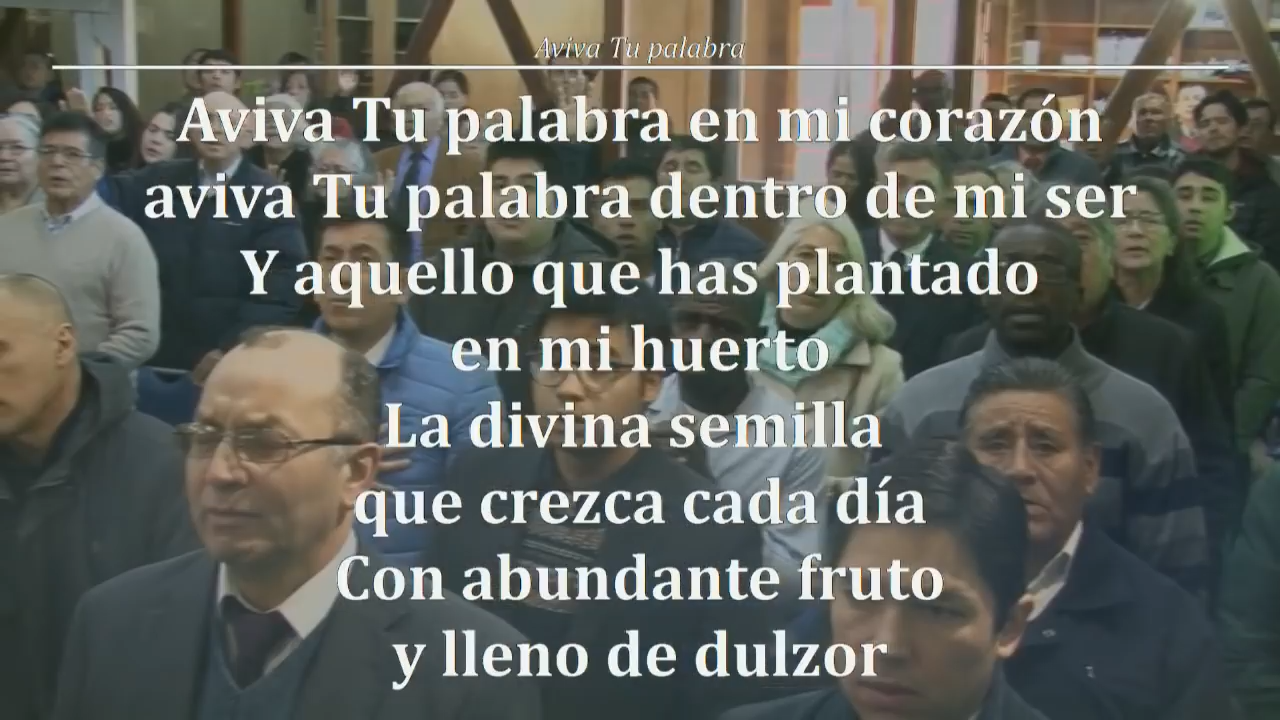 Aviva Tu palabra
Aviva Tu palabra en mi corazón
aviva Tu palabra dentro de mi ser
Y aquello que has plantado
en mi huerto
La divina semilla
que crezca cada día
Con abundante fruto
y lleno de dulzor